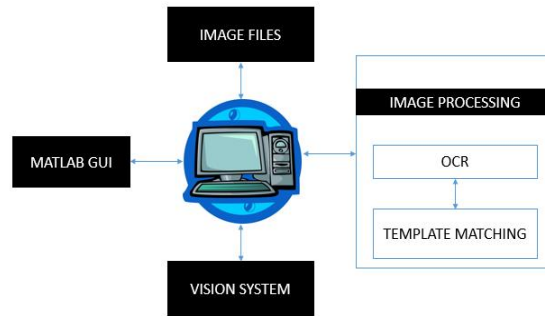 IMAGE FILES
IMAGE PROCESSING
MATLAB GUI
OCR
TEMPLATE MATCHING
VISION SYSTEM